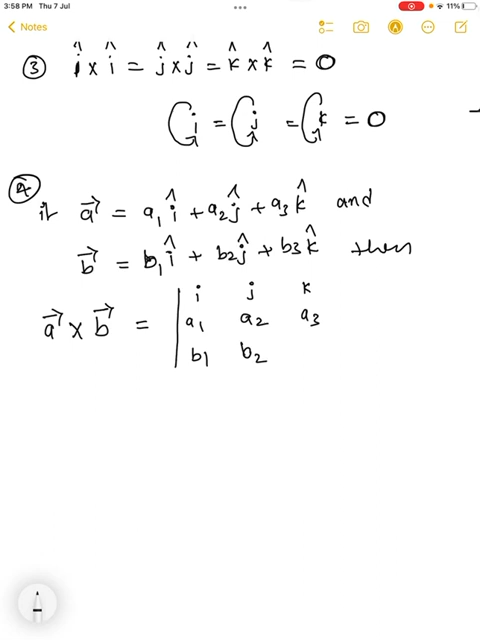 3:58 PM Thu 7 Jul
11%
Notes
③ î × î = ĵ × ĵ = k̂ × k̂ = 0
i = j = k = 0
④
if a⃗ = a₁î + a₂ĵ + a₃k̂ and
b⃗ = b₁î + b₂ĵ + b₃k̂ then
a⃗ × b⃗ = | i j k
a₁ a₂ a₃
b₁ b₂